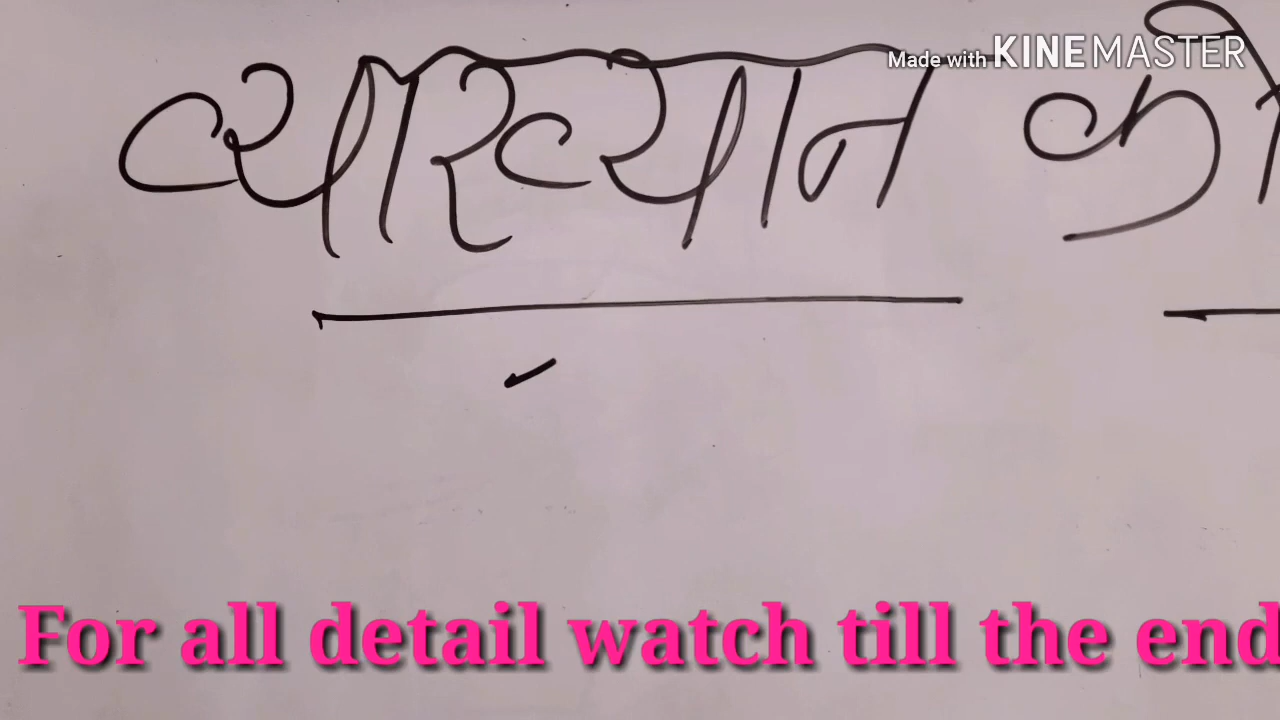 Made with KINEMASTER
व्याख्यान को
For all detail watch till the end